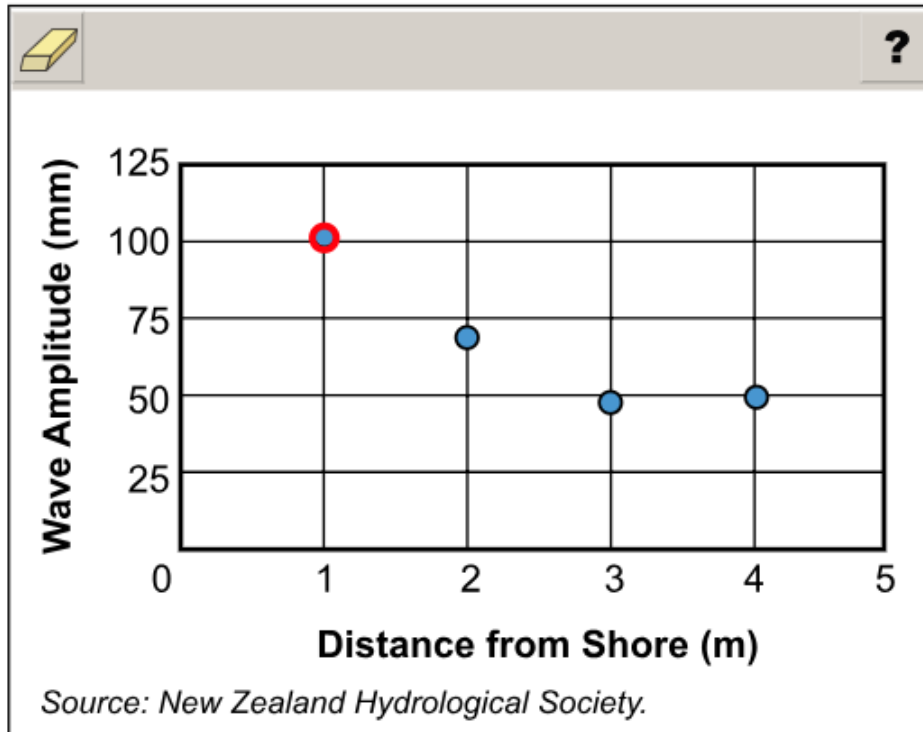 ?
Wave Amplitude (mm)
125
100
75
50
25
0 1 2 3 4 5
Distance from Shore (m)
Source: New Zealand Hydrological Society.